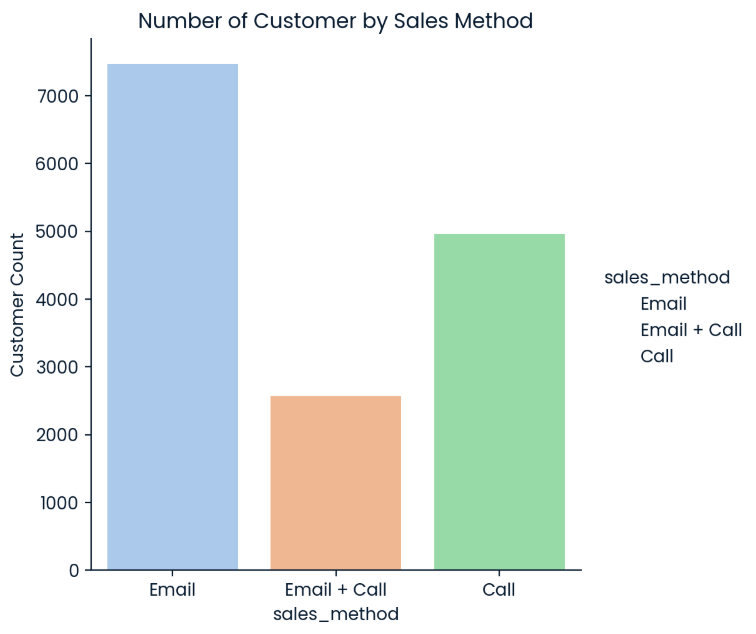 Number of Customer by Sales Method
Customer Count
7000
6000
5000
4000
3000
2000
1000
0
Email
Email + Call
Call
sales_method
sales_method
Email
Email + Call
Call